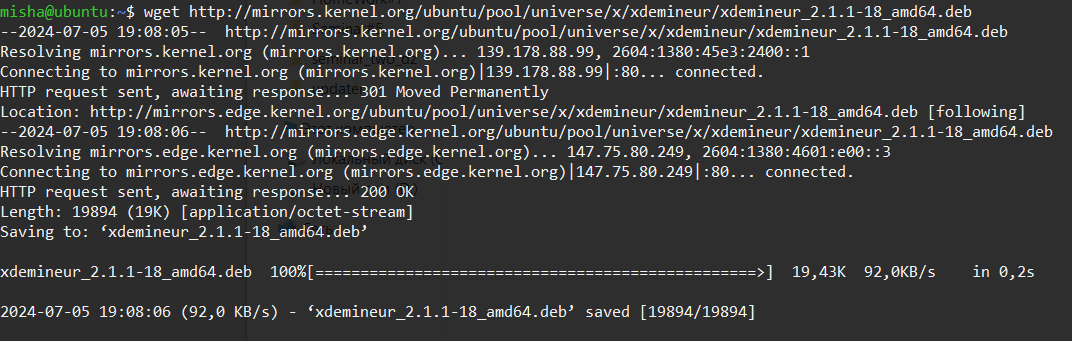 misha@ubuntu:~$ wget http://mirrors.kernel.org/ubuntu/pool/universe/x/xdemineur/xdemineur_2.1.1-18_amd64.deb
--2024-07-05 19:08:05--  http://mirrors.kernel.org/ubuntu/pool/universe/x/xdemineur/xdemineur_2.1.1-18_amd64.deb
Resolving mirrors.kernel.org (mirrors.kernel.org)... 139.178.88.99, 2604:1380:45e3:2400::1
Connecting to mirrors.kernel.org (mirrors.kernel.org)|139.178.88.99|:80... connected.
HTTP request sent, awaiting response... 301 Moved Permanently
Location: http://mirrors.edge.kernel.org/ubuntu/pool/universe/x/xdemineur/xdemineur_2.1.1-18_amd64.deb [following]
--2024-07-05 19:08:06--  http://mirrors.edge.kernel.org/ubuntu/pool/universe/x/xdemineur/xdemineur_2.1.1-18_amd64.deb
Resolving mirrors.edge.kernel.org (mirrors.edge.kernel.org)... 147.75.80.249, 2604:1380:4601:e00::3
Connecting to mirrors.edge.kernel.org (mirrors.edge.kernel.org)|147.75.80.249|:80... connected.
HTTP request sent, awaiting response... 200 OK
Length: 19894 (19K) [application/octet-stream]
Saving to: ‘xdemineur_2.1.1-18_amd64.deb’
xdemineur_2.1.1-18_amd64.deb  100%[=================================================>]  19,43K  92,0KB/s    in 0,2s
2024-07-05 19:08:06 (92,0 KB/s) - ‘xdemineur_2.1.1-18_amd64.deb’ saved [19894/19894]